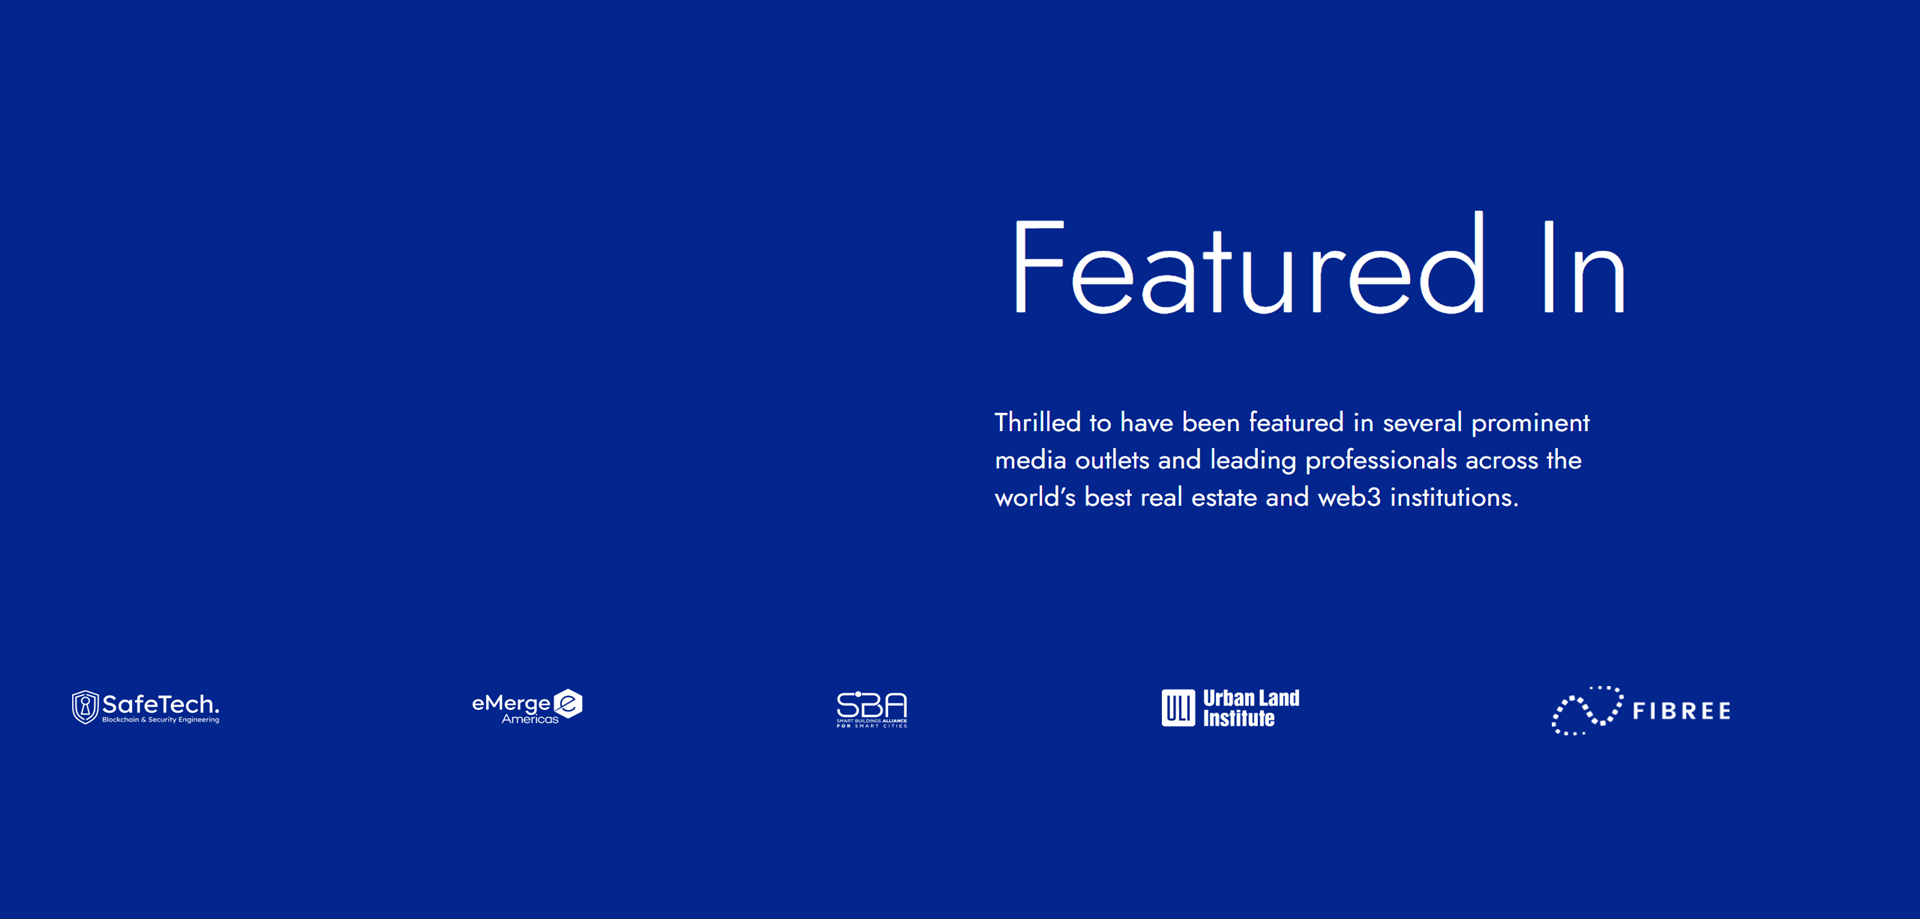 Featured In
Thrilled to have been featured in several prominent
media outlets and leading professionals across the
world’s best real estate and web3 institutions.
SafeTech.
Blockchain & Security Engineering
eMerge e
Americas
SBA
SMART BUILDINGS ALLIANCE
FOR SMART CITIES
ULI Urban Land
Institute
FIBREE